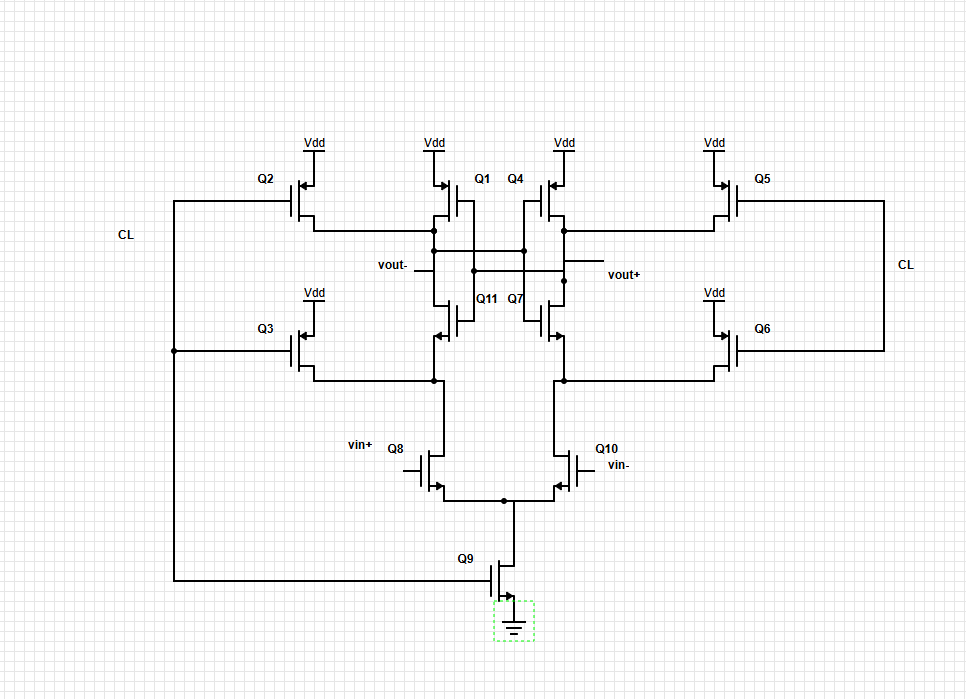 Vdd Vdd Vdd Vdd
Q2 Q1 Q4 Q5
CL
vout- CL
vout+
Vdd Q11 Q7 Vdd
Q3 Q6
vin+ Q8 Q10
vin-
Q9